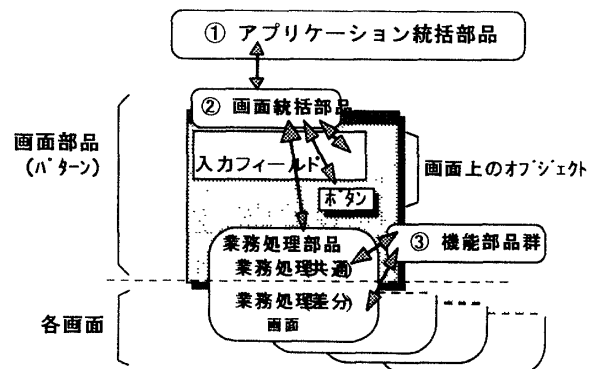 ① アプリケーション統括部品
② 画面統括部品
画面部品
(パターン)
入力フィールド
画面上のオブジェクト
ボタン
業務処理部品
③ 機能部品群
業務処理(共通)
各画面
業務処理(差分)
画面